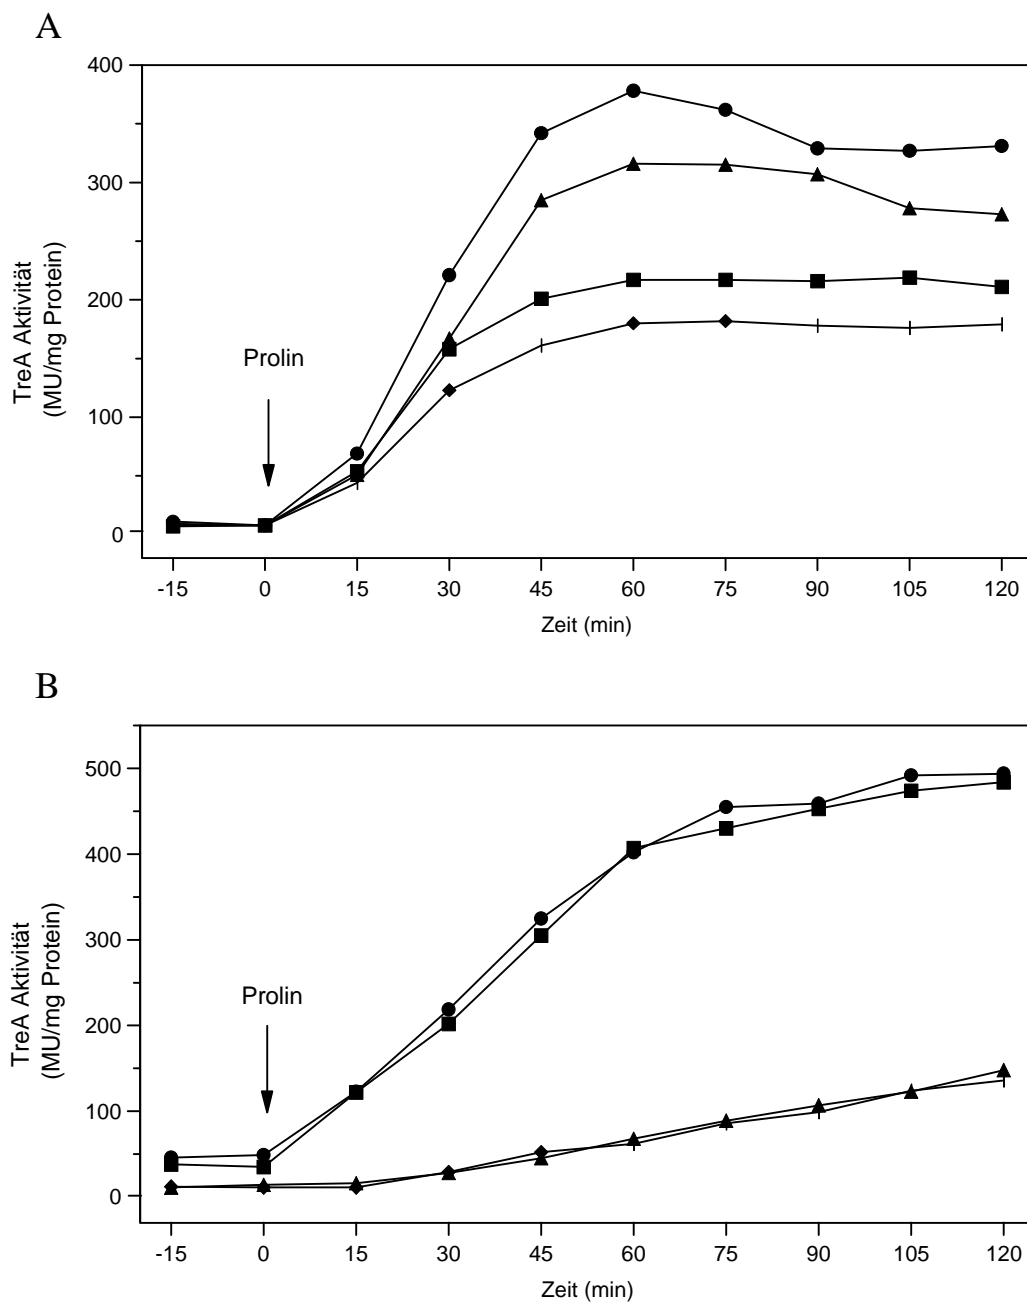 A
400
300
200
100
0
TreA Aktivität
(MU/mg Protein)
Prolin
-15 0 15 30 45 60 75 90 105 120
Zeit (min)
B
500
400
300
200
100
0
TreA Aktivität
(MU/mg Protein)
Prolin
-15 0 15 30 45 60 75 90 105 120
Zeit (min)